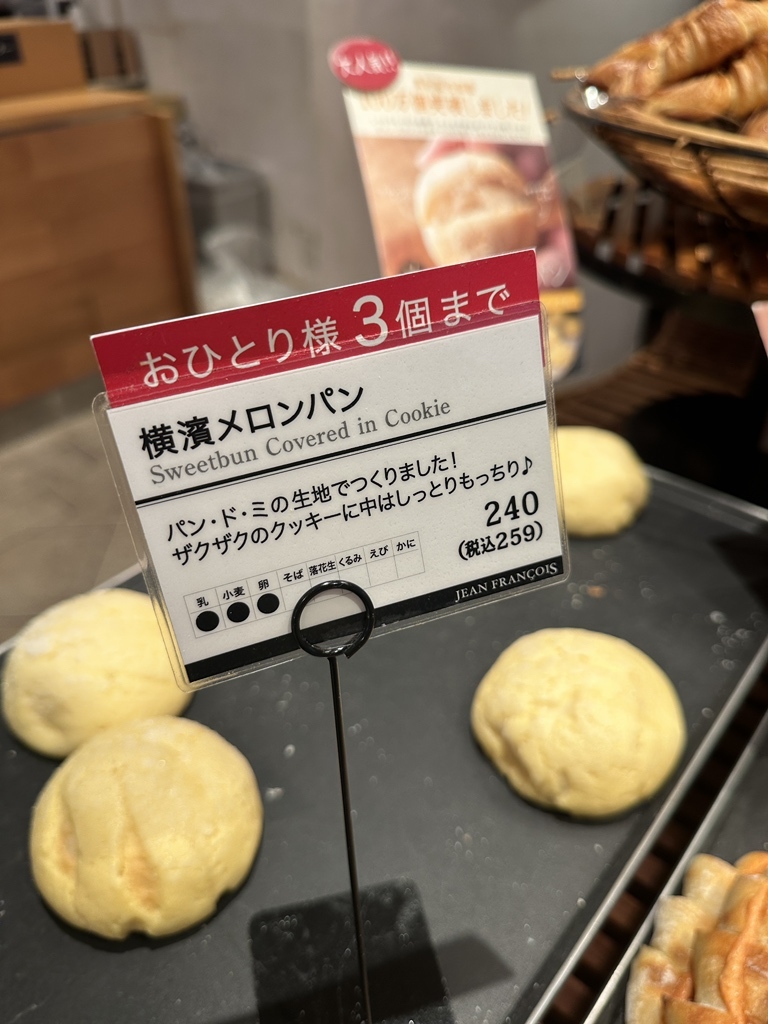 大人気!!
おひとり様3個まで
横濱メロンパン
Sweetbun Covered in Cookie
パン・ド・ミの生地でつくりました!
ザクザクのクッキーに中はしっとりもっちり♪
240
(税込259)
乳 小麦 卵 そば 落花生 くるみ えび かに
● ● ●
JEAN FRANÇOIS